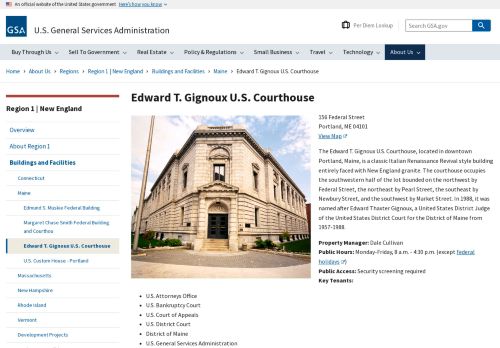 An official website of the United States government Here's how you know
GSA
U.S. General Services Administration
Per Diem Lookup
Search GSA.gov
Buy Through Us
Sell To Government
Real Estate
Policy & Regulations
Small Business
Travel
Technology
About Us
Home › About Us › Regions › Region 1 | New England › Buildings and Facilities › Maine › Edward T. Gignoux U.S. Courthouse
Region 1 | New England
Overview
About Region 1
Buildings and Facilities
Connecticut
Maine
Edmund S. Muskie Federal Building
Margaret Chase Smith Federal Building
and Courthou
Edward T. Gignoux U.S. Courthouse
U.S. Custom House - Portland
Massachusetts
New Hampshire
Rhode Island
Vermont
Development Projects
Edward T. Gignoux U.S. Courthouse
156 Federal Street
Portland, ME 04101
View Map
The Edward T. Gignoux U.S. Courthouse, located in downtown
Portland, Maine, is a classic Italian Renaissance Revival style building
entirely faced with New England granite. The courthouse occupies
the southwestern half of the lot bounded on the northwest by
Federal Street, the northeast by Pearl Street, the southeast by
Newbury Street, and the southwest by Market Street. In 1988, it was
named after Edward Thaxter Gignoux, a United States District Judge
of the United States District Court for the District of Maine from
1957-1988.
Property Manager: Dale Cullivan
Public Hours: Monday-Friday, 8 a.m. - 4:30 p.m. (except federal
holidays )
Public Access: Security screening required
Key Tenants:
U.S. Attorneys Office
U.S. Bankruptcy Court
U.S. Court of Appeals
U.S. District Court
District of Maine
U.S. General Services Administration